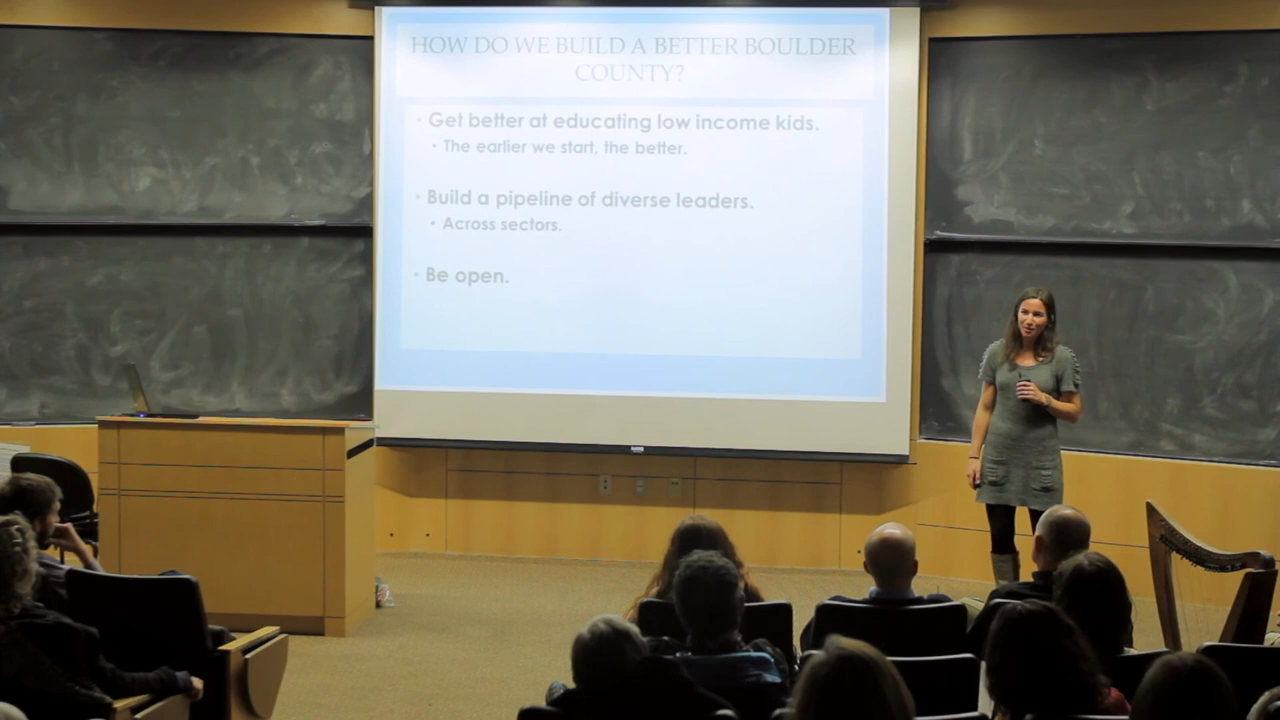 HOW DO WE BUILD A BETTER BOULDER
COUNTY?
• Get better at educating low income kids.
• The earlier we start, the better.
• Build a pipeline of diverse leaders.
• Across sectors.
• Be open.